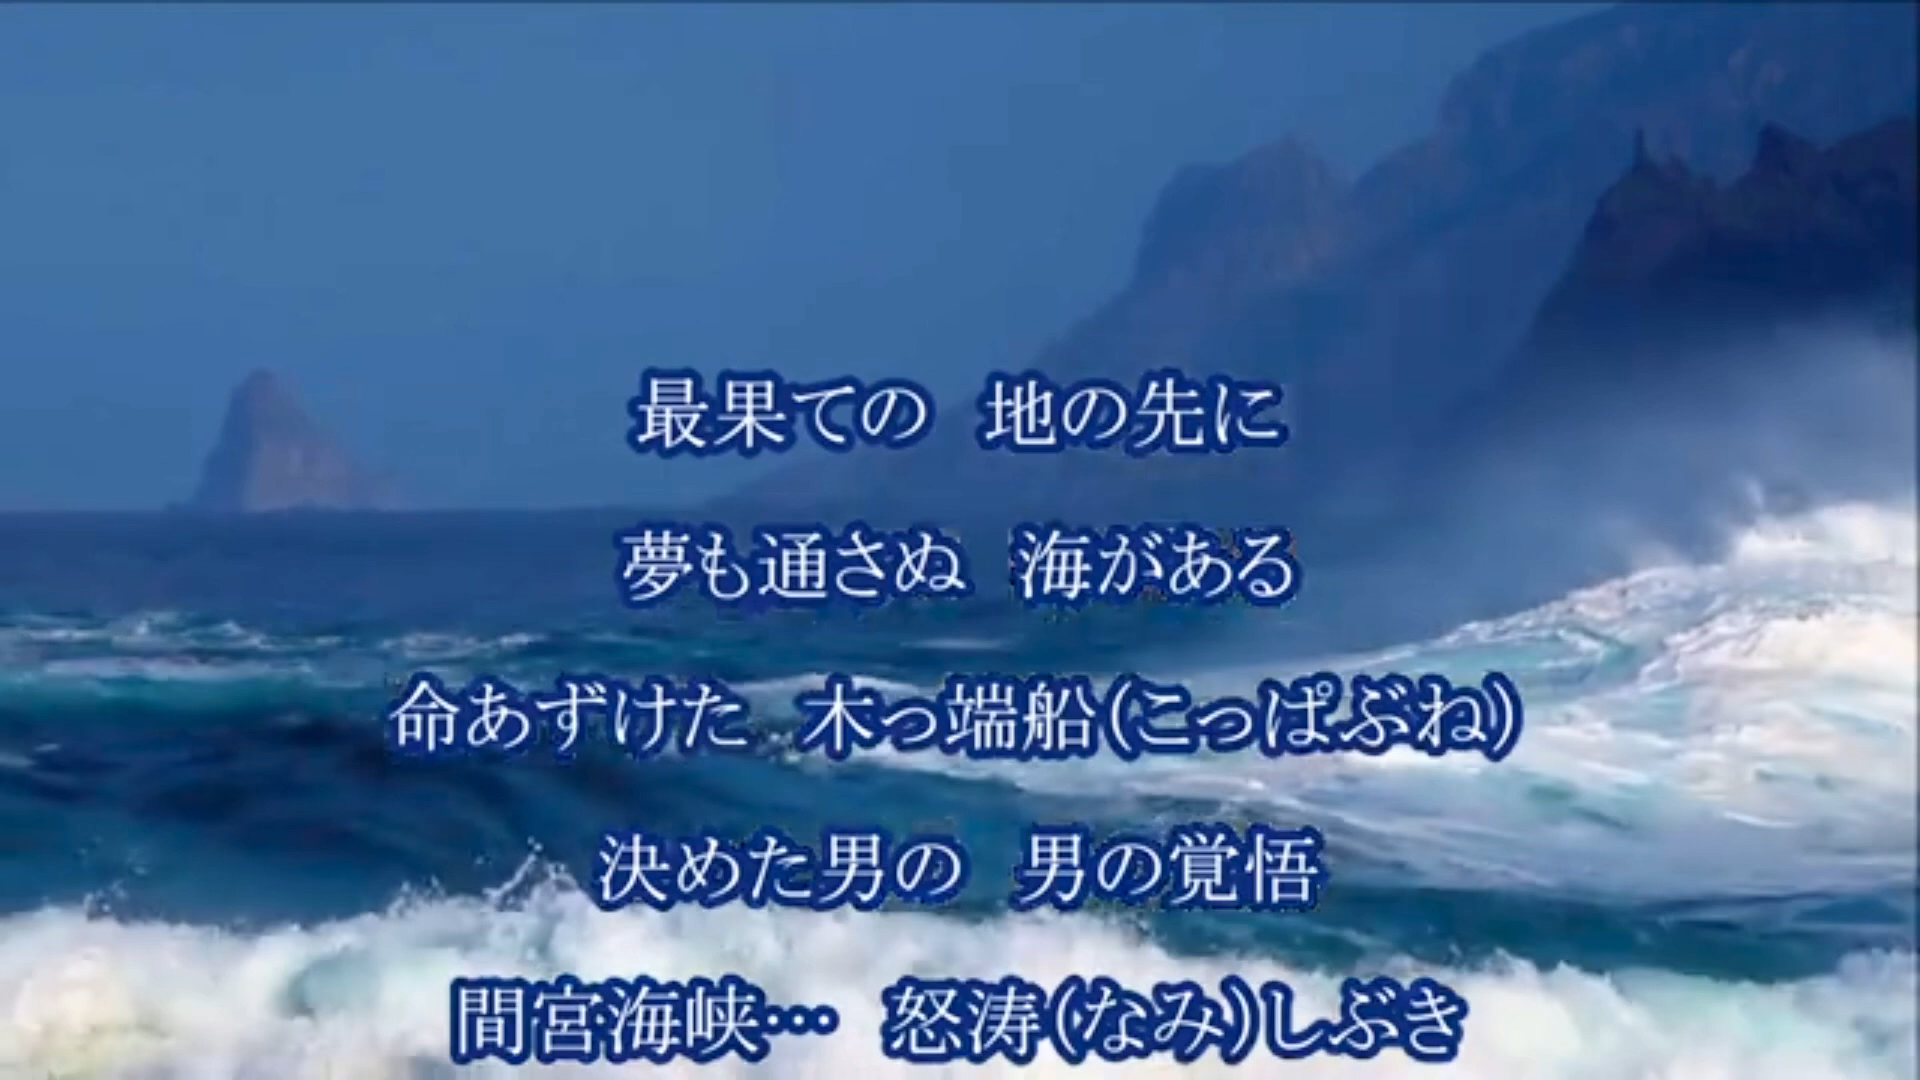 最果ての　地の先に
夢も通さぬ　海がある
命あずけた　木っ端船(こっぱぶね)
決めた男の　男の覚悟
間宮海峡…　怒涛(なみ)しぶき